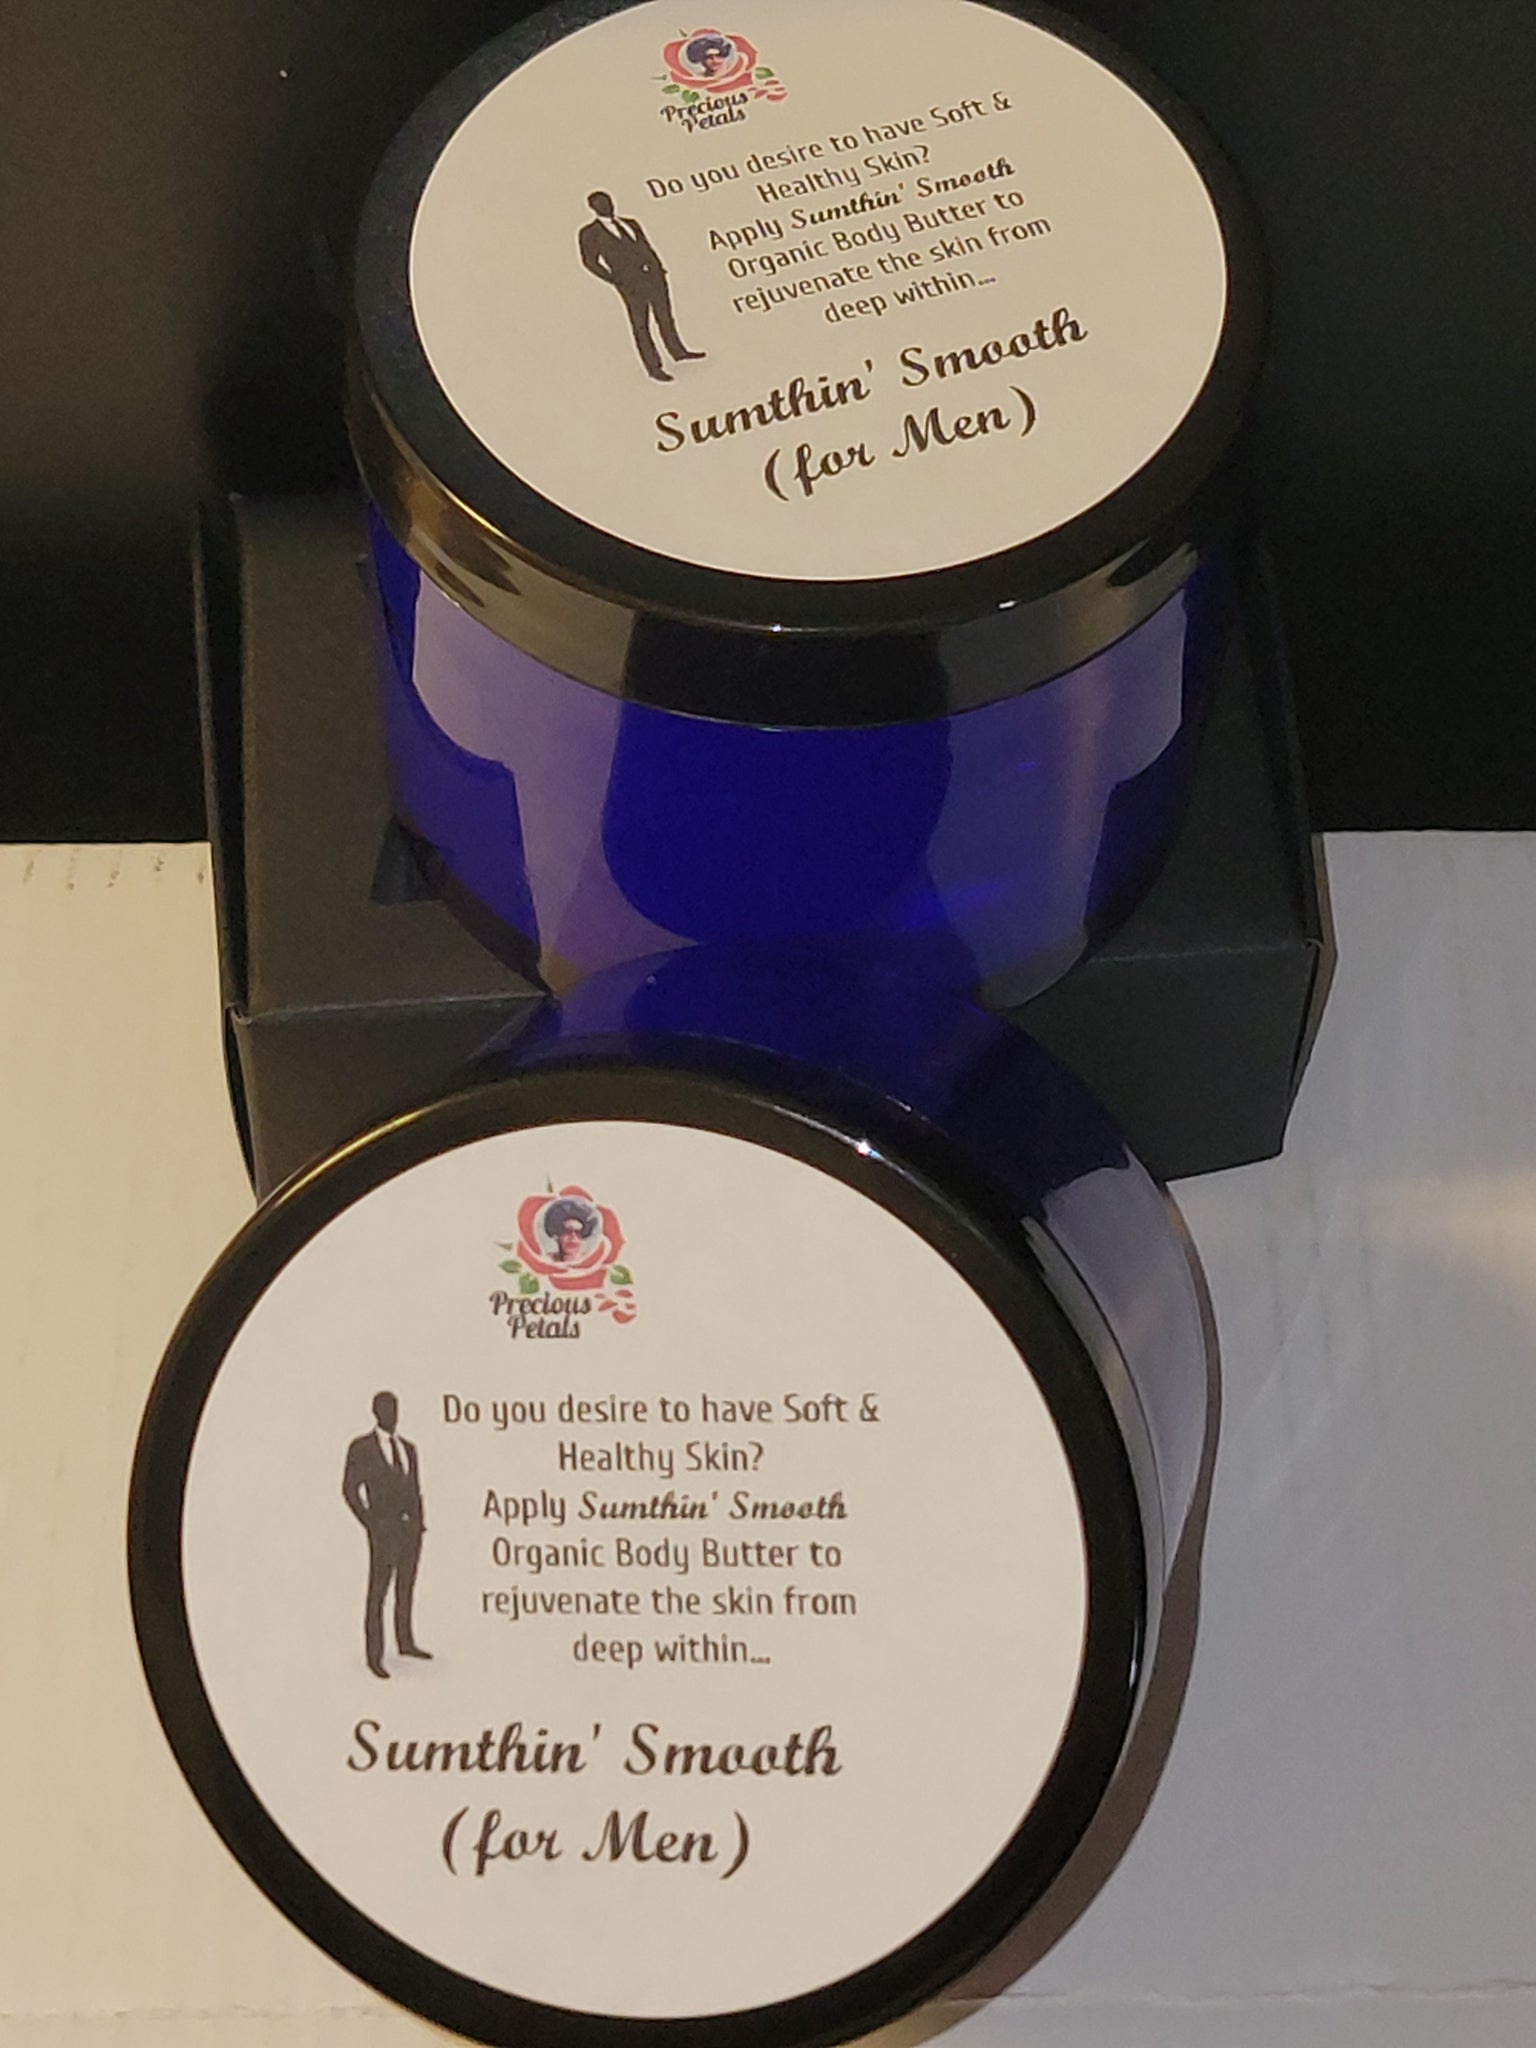 Precious
Petals
Do you desire to have Soft &
Healthy Skin?
Apply Sumthin' Smooth
Organic Body Butter to
rejuvenate the skin from
deep within...
Sumthin' Smooth
(for Men)
Precious
Petals
Do you desire to have Soft &
Healthy Skin?
Apply Sumthin' Smooth
Organic Body Butter to
rejuvenate the skin from
deep within...
Sumthin' Smooth
(for Men)